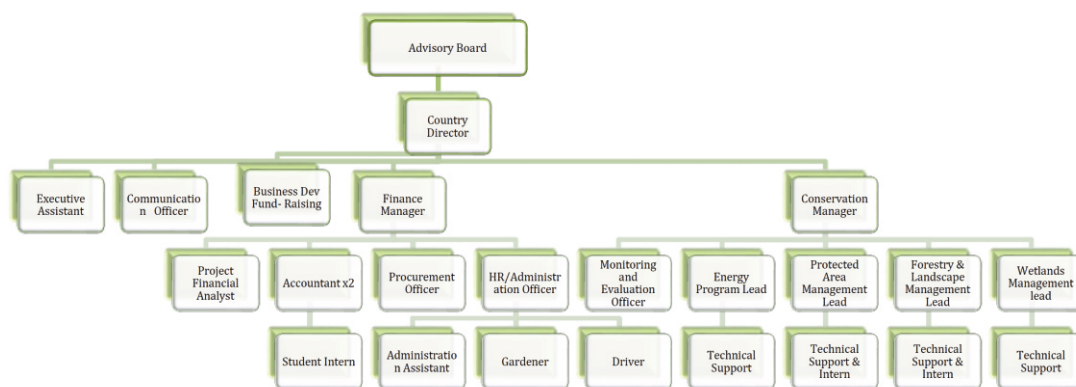 Advisory Board
Country
Director
Executive
Assistant
Communicatio
n Officer
Business Dev
Fund- Raising
Finance
Manager
Conservation
Manager
Project
Financial
Analyst
Accountant x2
Procurement
Officer
HR/Administr
ation Officer
Monitoring
and
Evaluation
Officer
Energy
Program Lead
Protected
Area
Management
Lead
Forestry &
Landscape
Management
Lead
Wetlands
Management
lead
Student Intern
Administratio
n Assistant
Gardener
Driver
Technical
Support
Technical
Support &
Intern
Technical
Support &
Intern
Technical
Support